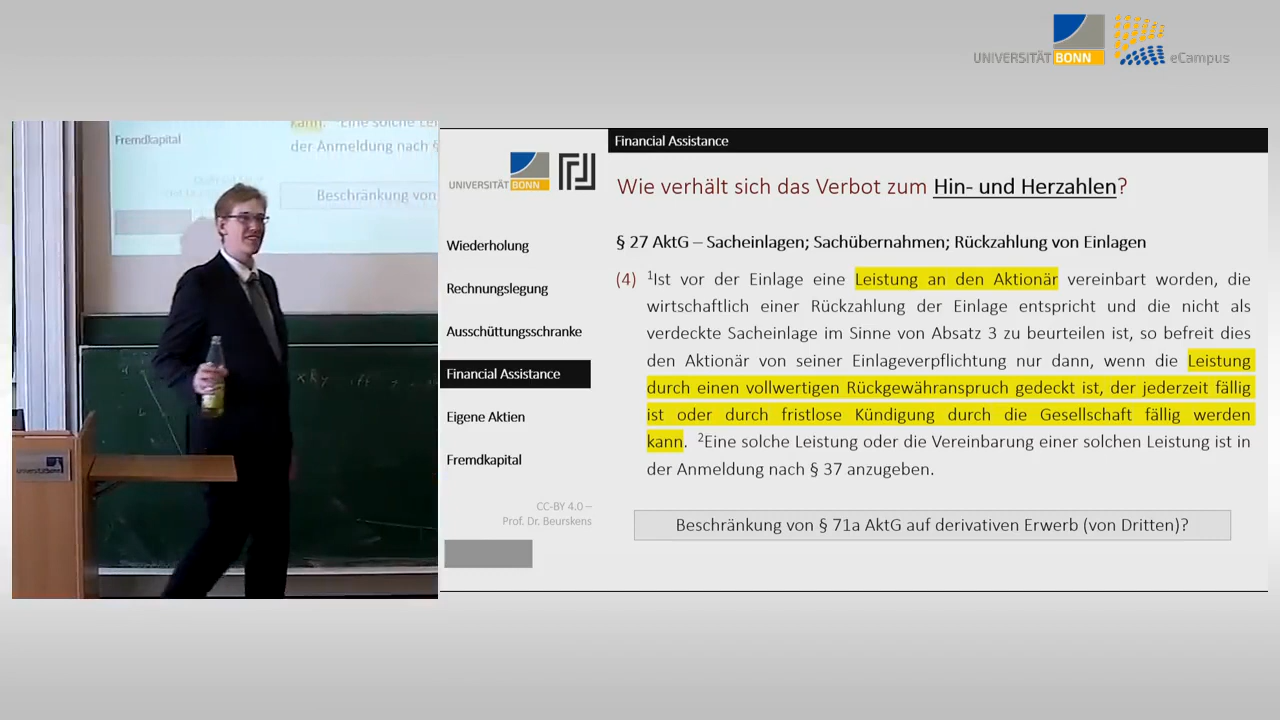 UNIVERSITÄT BONN eCampus
Fremdkapital
kann. Eine solche Lei
der Anmeldung nach §
Beschränkung von
universitätbonn
Financial Assistance
UNIVERSITÄT BONN
Wie verhält sich das Verbot zum Hin- und Herzahlen?
Wiederholung
Rechnungslegung
Ausschüttungsschranke
Financial Assistance
Eigene Aktien
Fremdkapital
CC-BY 4.0 –
Prof. Dr. Beurskens
§ 27 AktG – Sacheinlagen; Sachübernahmen; Rückzahlung von Einlagen
(4) ¹Ist vor der Einlage eine Leistung an den Aktionär vereinbart worden, die
wirtschaftlich einer Rückzahlung der Einlage entspricht und die nicht als
verdeckte Sacheinlage im Sinne von Absatz 3 zu beurteilen ist, so befreit dies
den Aktionär von seiner Einlageverpflichtung nur dann, wenn die Leistung
durch einen vollwertigen Rückgewähranspruch gedeckt ist, der jederzeit fällig
ist oder durch fristlose Kündigung durch die Gesellschaft fällig werden
kann. ²Eine solche Leistung oder die Vereinbarung einer solchen Leistung ist in
der Anmeldung nach § 37 anzugeben.
Beschränkung von § 71a AktG auf derivativen Erwerb (von Dritten)?